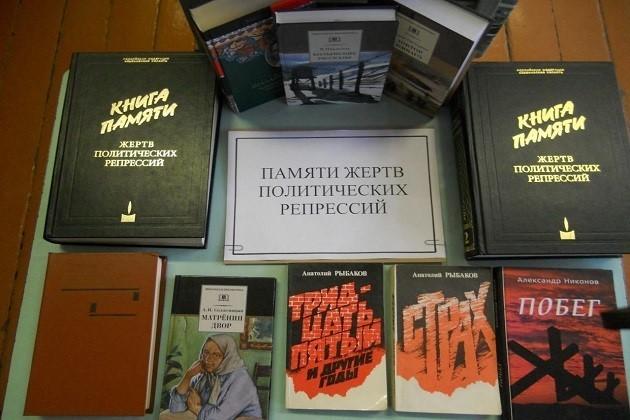 КНИГА
ПАМЯТИ
ЖЕРТВ
ПОЛИТИЧЕСКИХ
РЕПРЕССИЙ
ПАМЯТИ ЖЕРТВ
ПОЛИТИЧЕСКИХ
РЕПРЕССИЙ
КНИГА
ПАМЯТИ
ЖЕРТВ
ПОЛИТИЧЕСКИХ
РЕПРЕССИЙ
МАТРЁНИН
ДВОР
Анатолий РЫБАКОВ
ТРИД-
ЦАТЬ
ПЯТЫЙ
И ДРУГИЕ
ГОДЫ
Анатолий РЫБАКОВ
СТРАХ
Александр Никонов
ПОБЕГ